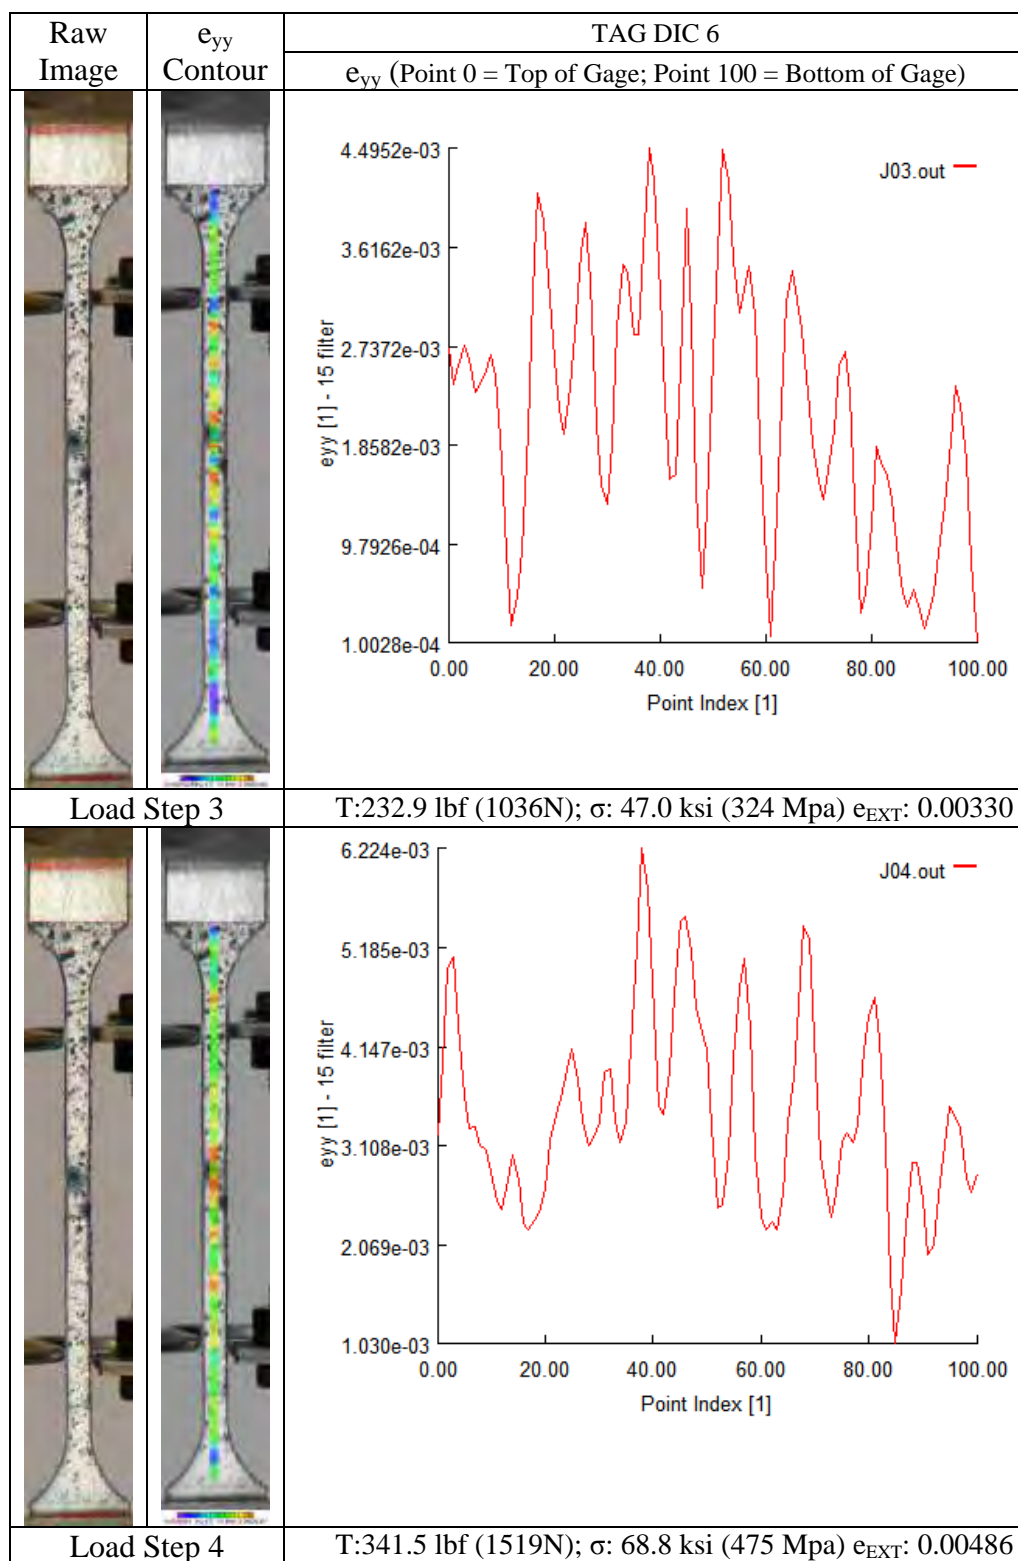 Raw Image
e_yy Contour
TAG DIC 6
e_yy (Point 0 = Top of Gage; Point 100 = Bottom of Gage)
4.4952e-03
3.6162e-03
2.7372e-03
1.8582e-03
9.7926e-04
1.0028e-04
eyy [1] - 15 filter
J03.out
0.00 20.00 40.00 60.00 80.00 100.00
Point Index [1]
Load Step 3
T:232.9 lbf (1036N); σ: 47.0 ksi (324 Mpa) e_EXT: 0.00330
6.224e-03
5.185e-03
4.147e-03
3.108e-03
2.069e-03
1.030e-03
eyy [1] - 15 filter
J04.out
0.00 20.00 40.00 60.00 80.00 100.00
Point Index [1]
Load Step 4
T:341.5 lbf (1519N); σ: 68.8 ksi (475 Mpa) e_EXT: 0.00486